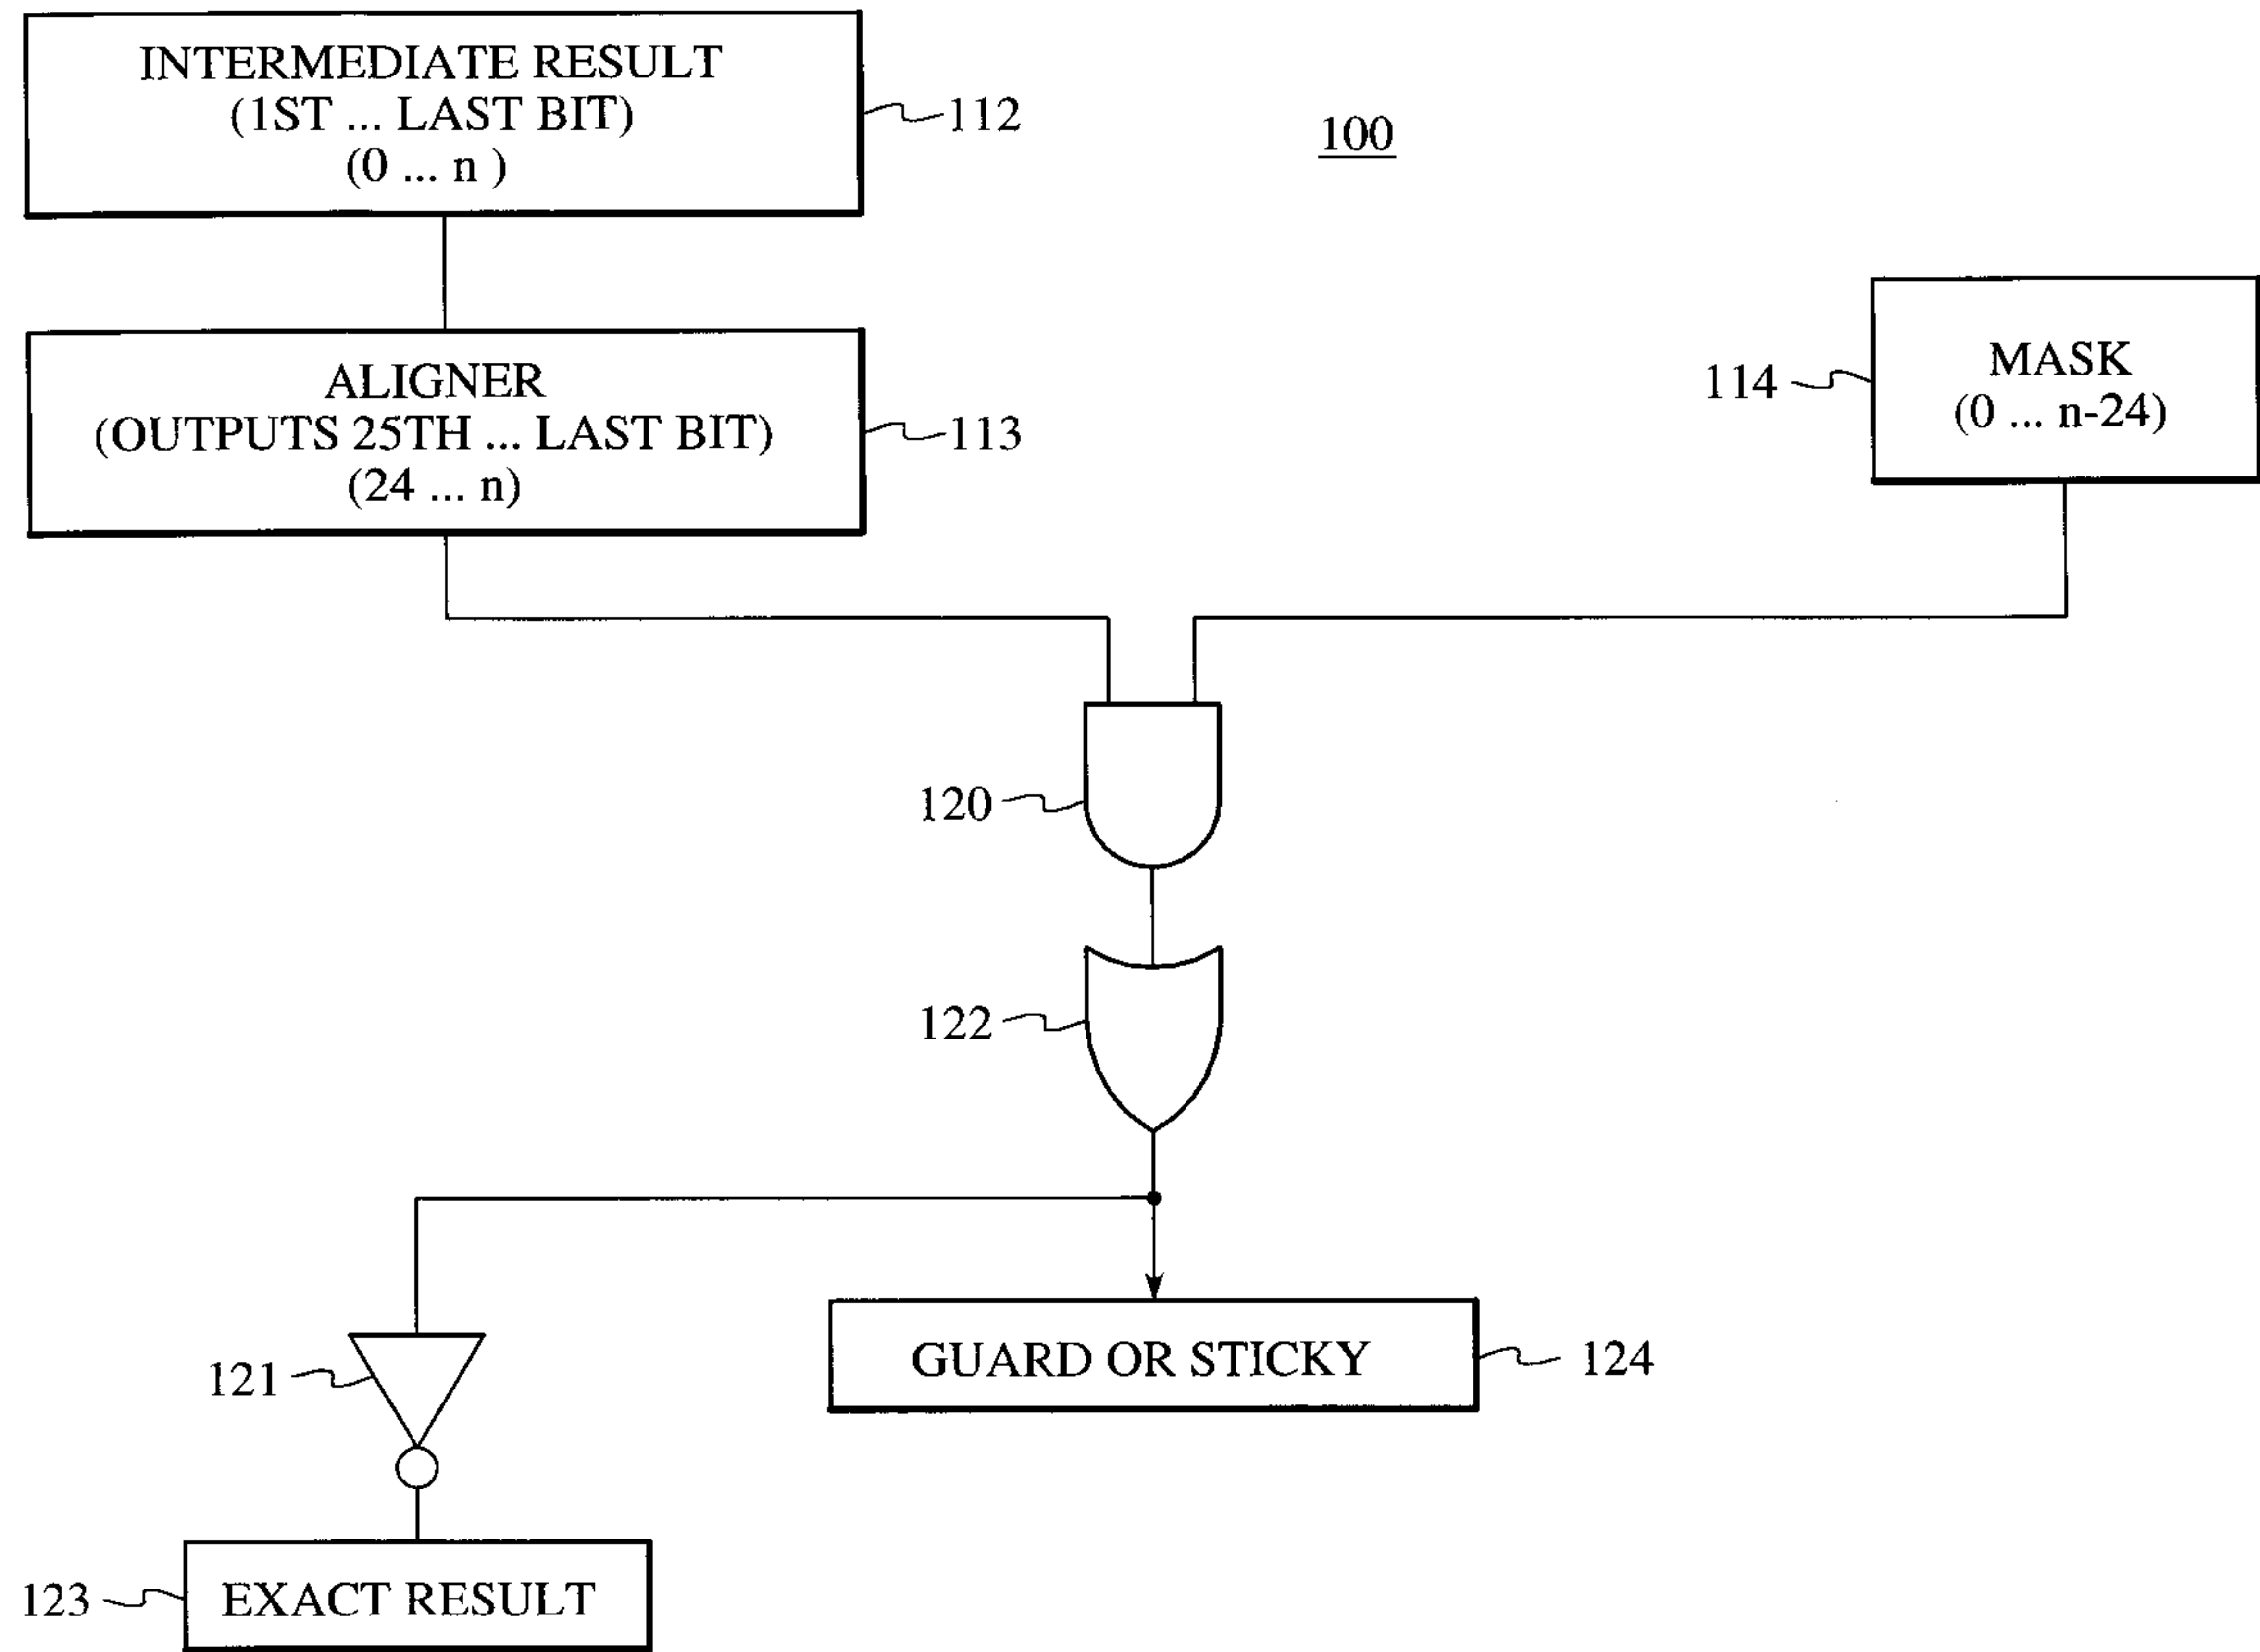 INTERMEDIATE RESULT
(1ST ... LAST BIT)
(0 ... n )
112
100
ALIGNER
(OUTPUTS 25TH ... LAST BIT)
(24 ... n)
113
114
MASK
(0 ... n-24)
120
122
121
GUARD OR STICKY
124
123
EXACT RESULT